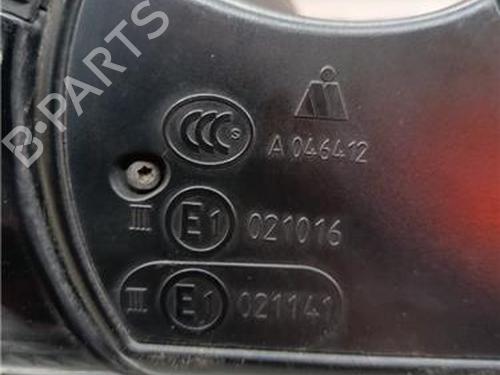 B-PARTS
CCC S
A 046412
III E1 021016
III E1 021141